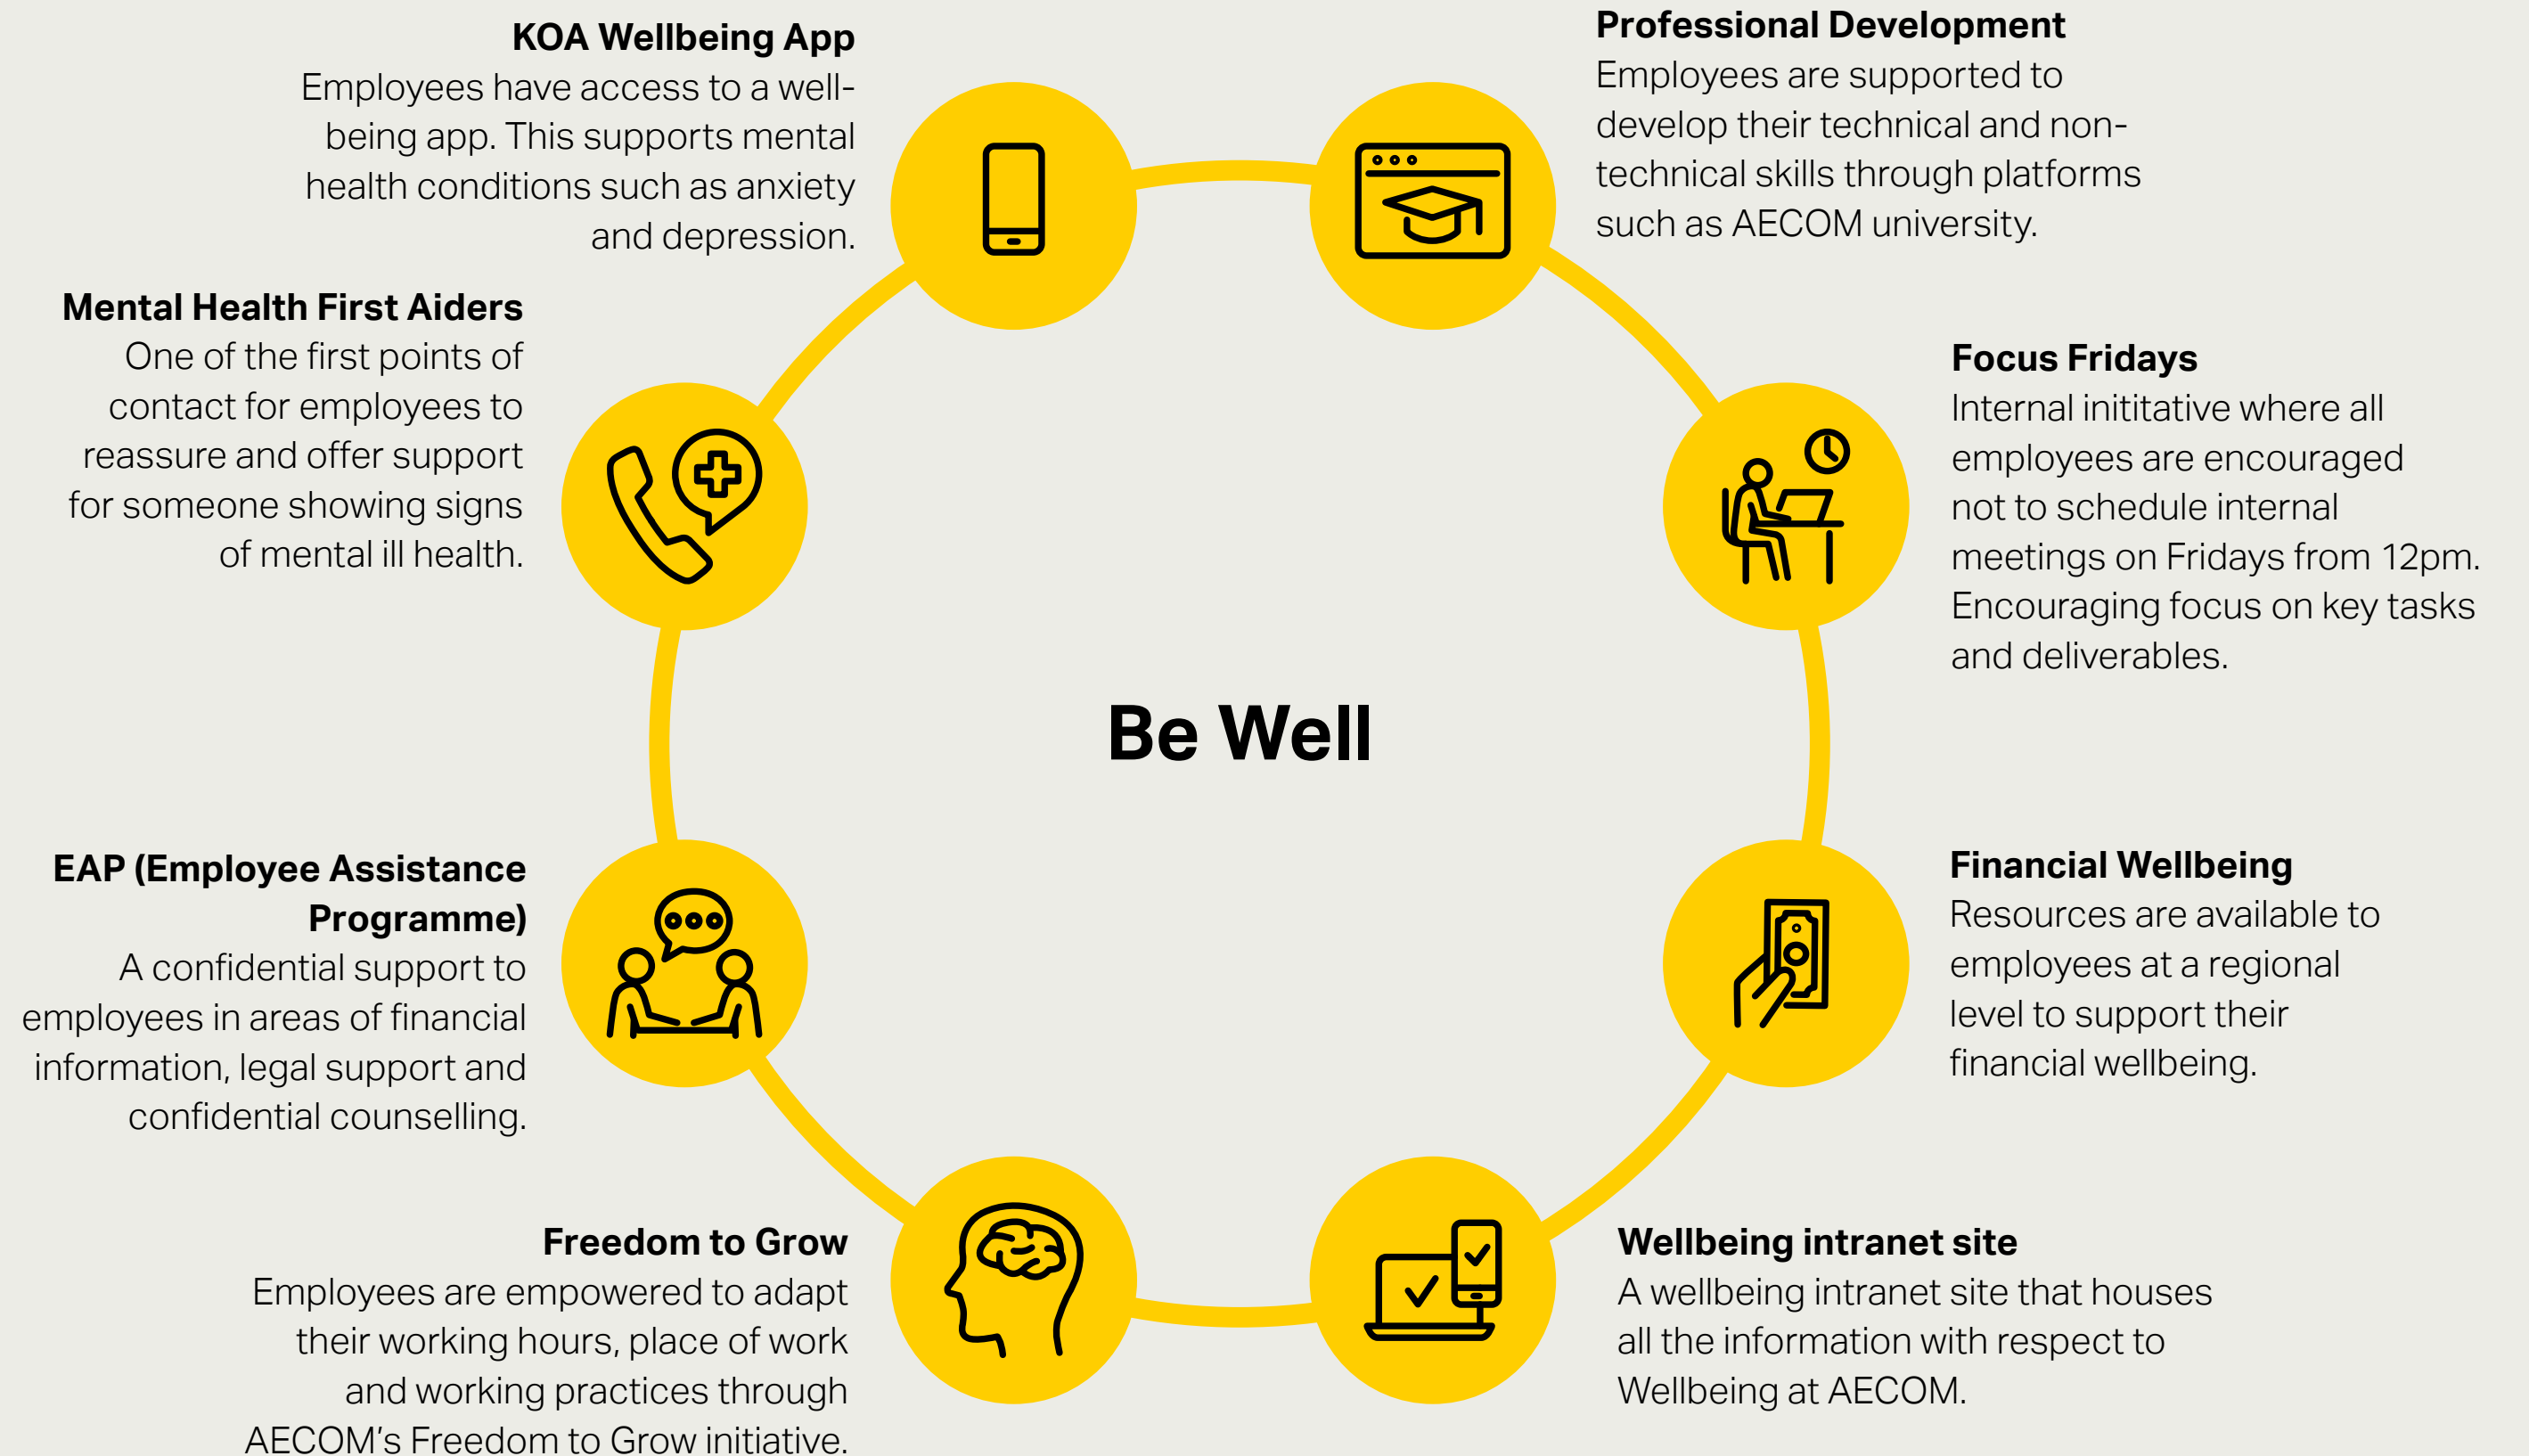 KOA Wellbeing App
Employees have access to a well-
being app. This supports mental
health conditions such as anxiety
and depression.
Professional Development
Employees are supported to
develop their technical and non-
technical skills through platforms
such as AECOM university.
Mental Health First Aiders
One of the first points of
contact for employees to
reassure and offer support
for someone showing signs
of mental ill health.
Focus Fridays
Internal inititative where all
employees are encouraged
not to schedule internal
meetings on Fridays from 12pm.
Encouraging focus on key tasks
and deliverables.
Be Well
EAP (Employee Assistance
Programme)
A confidential support to
employees in areas of financial
information, legal support and
confidential counselling.
Financial Wellbeing
Resources are available to
employees at a regional
level to support their
financial wellbeing.
Freedom to Grow
Employees are empowered to adapt
their working hours, place of work
and working practices through
AECOM's Freedom to Grow initiative.
Wellbeing intranet site
A wellbeing intranet site that houses
all the information with respect to
Wellbeing at AECOM.